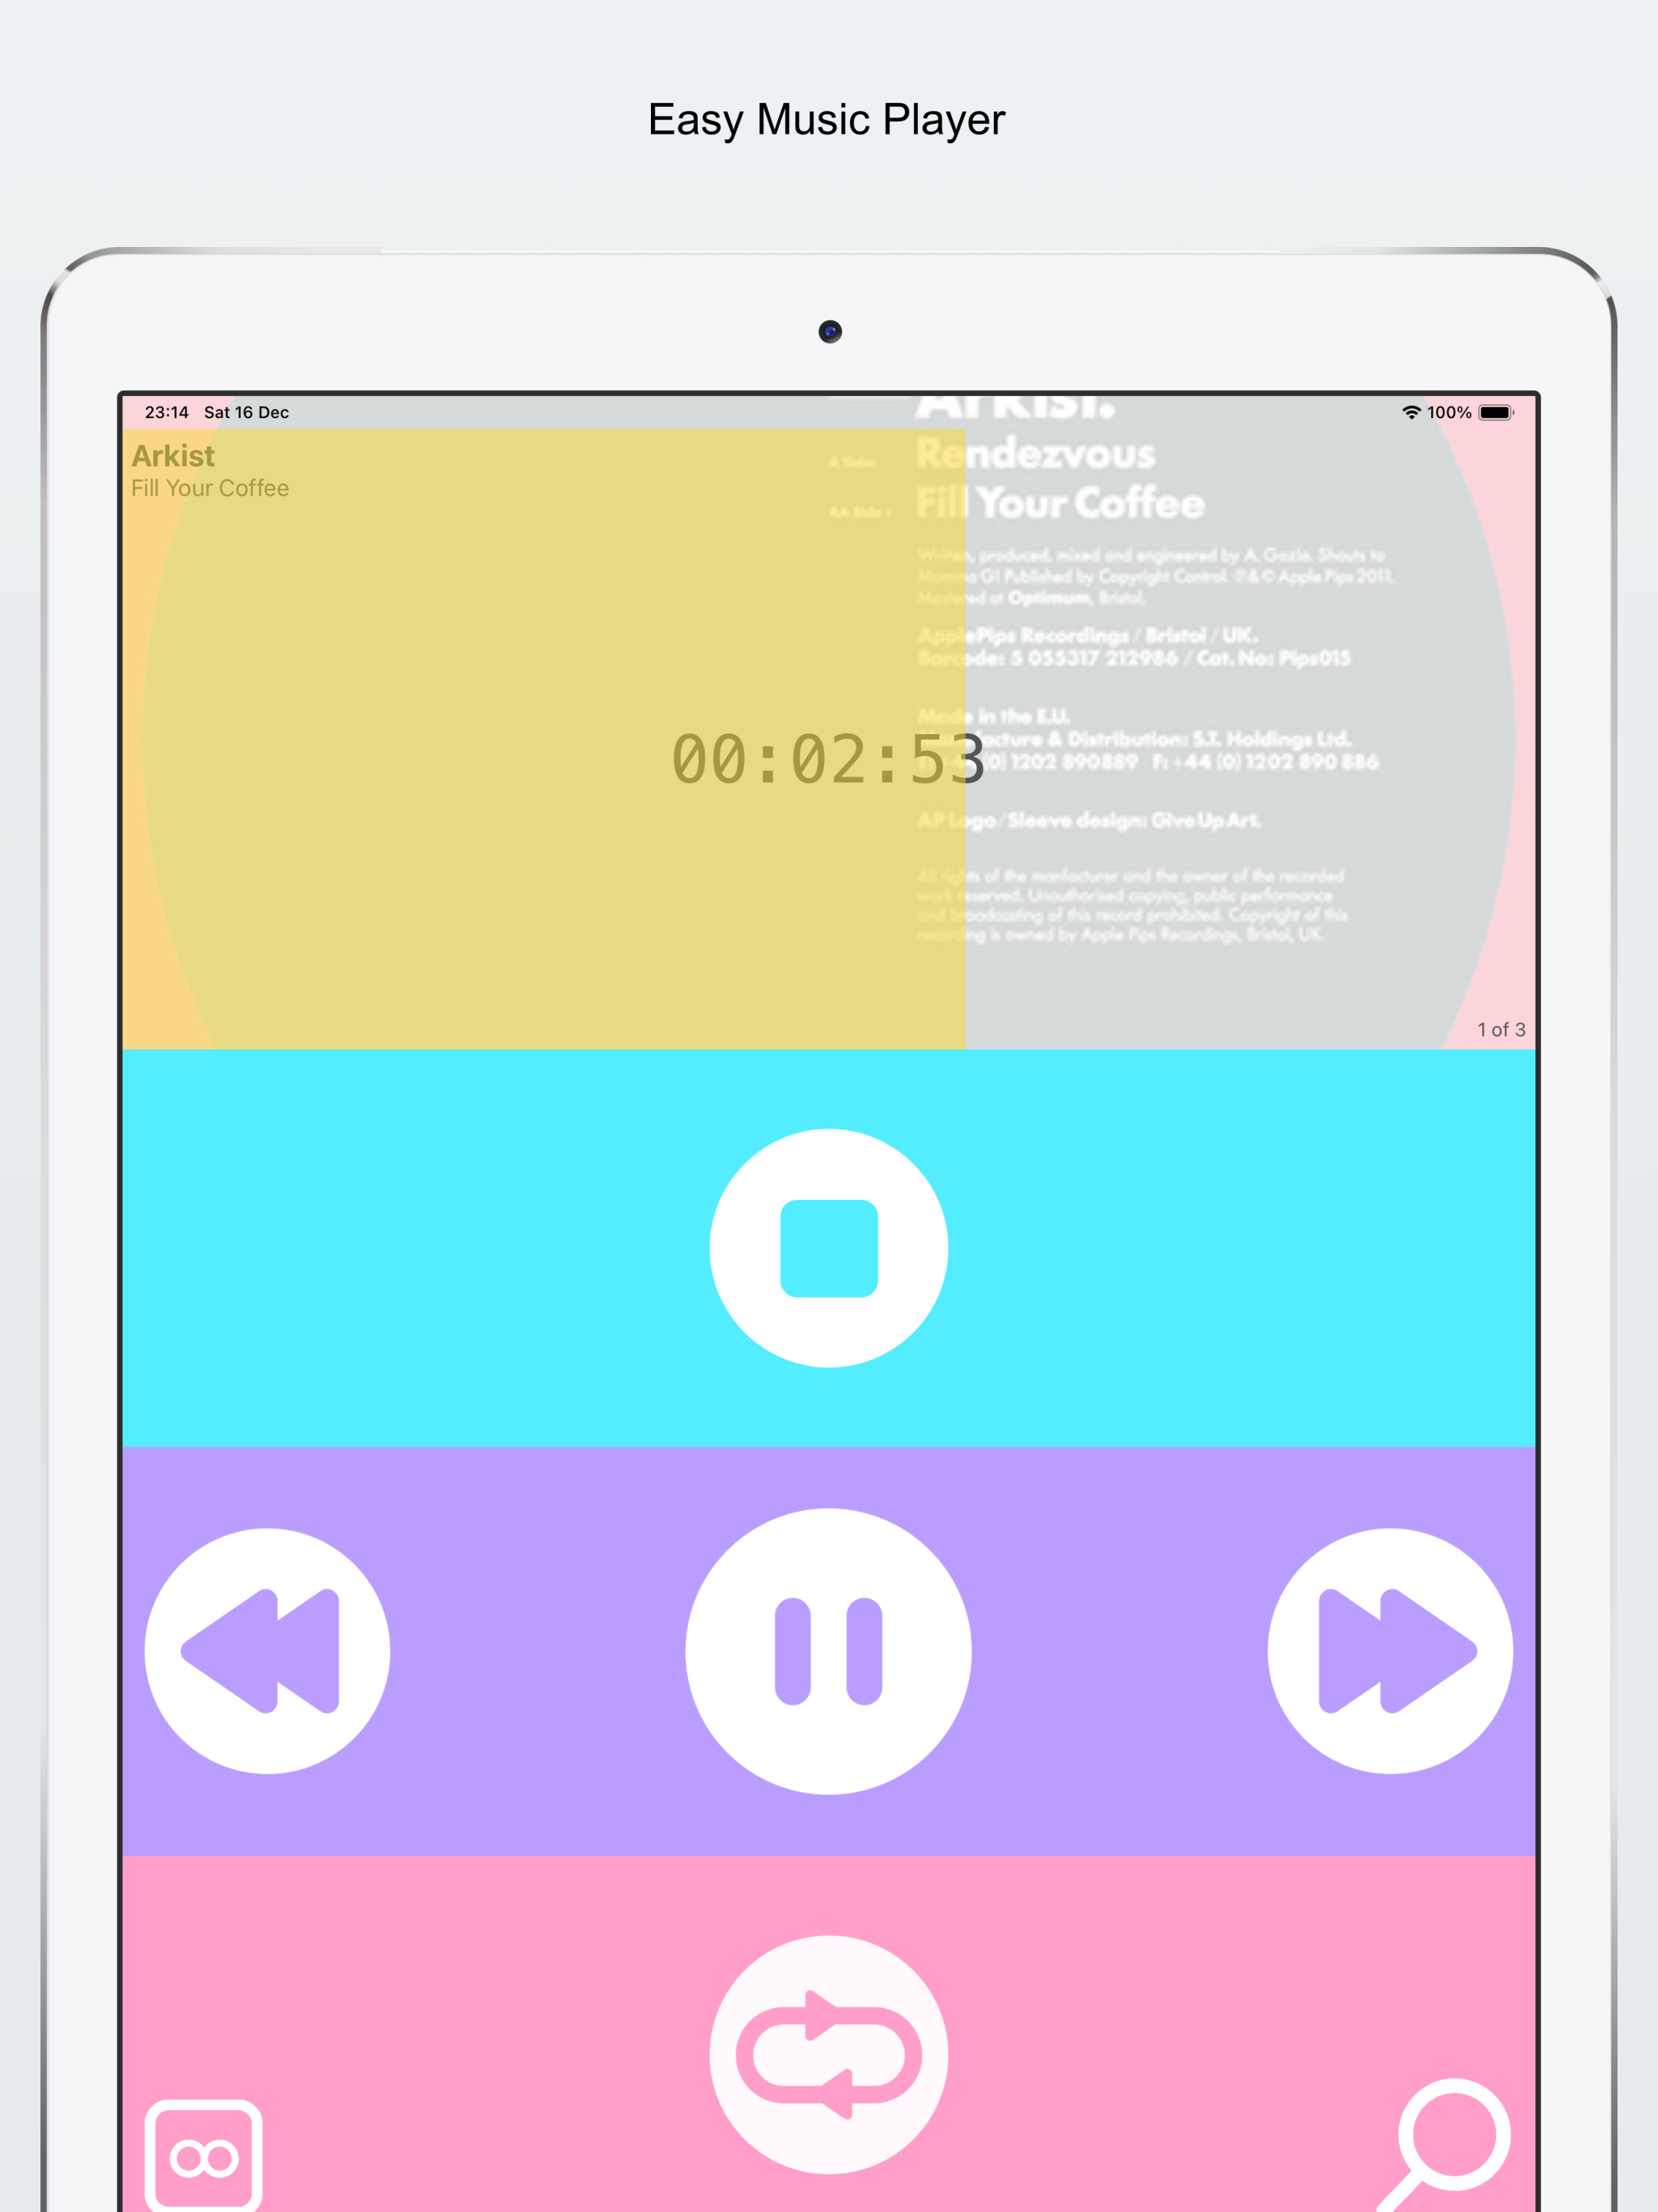 Easy Music Player
23:14 Sat 16 Dec
100%
Arkist
Fill Your Coffee
Arkist.
A Side: Rendezvous
AA Side : Fill Your Coffee
Written, produced, mixed and engineered by A. Gazla. Shouts to
Momma G! Published by Copyright Control. ℗&© Apple Pips 2011.
Mastered at Optimum, Bristol.
ApplePips Recordings / Bristol / UK.
Barcode: 5 055317 212986 / Cat. No: Pips015
Made in the E.U.
Manufacture & Distribution: S.T. Holdings Ltd.
(0) 1202 890889 F: +44 (0) 1202 890 886
00:02:53
AP Logo/Sleeve design: Give Up Art.
All rights of the manfacturer and the owner of the recorded
work reserved. Unauthorised copying, public performance
and broadcasting of this record prohibited. Copyright of this
recording is owned by Apple Pips Recordings, Bristol, UK.
1 of 3